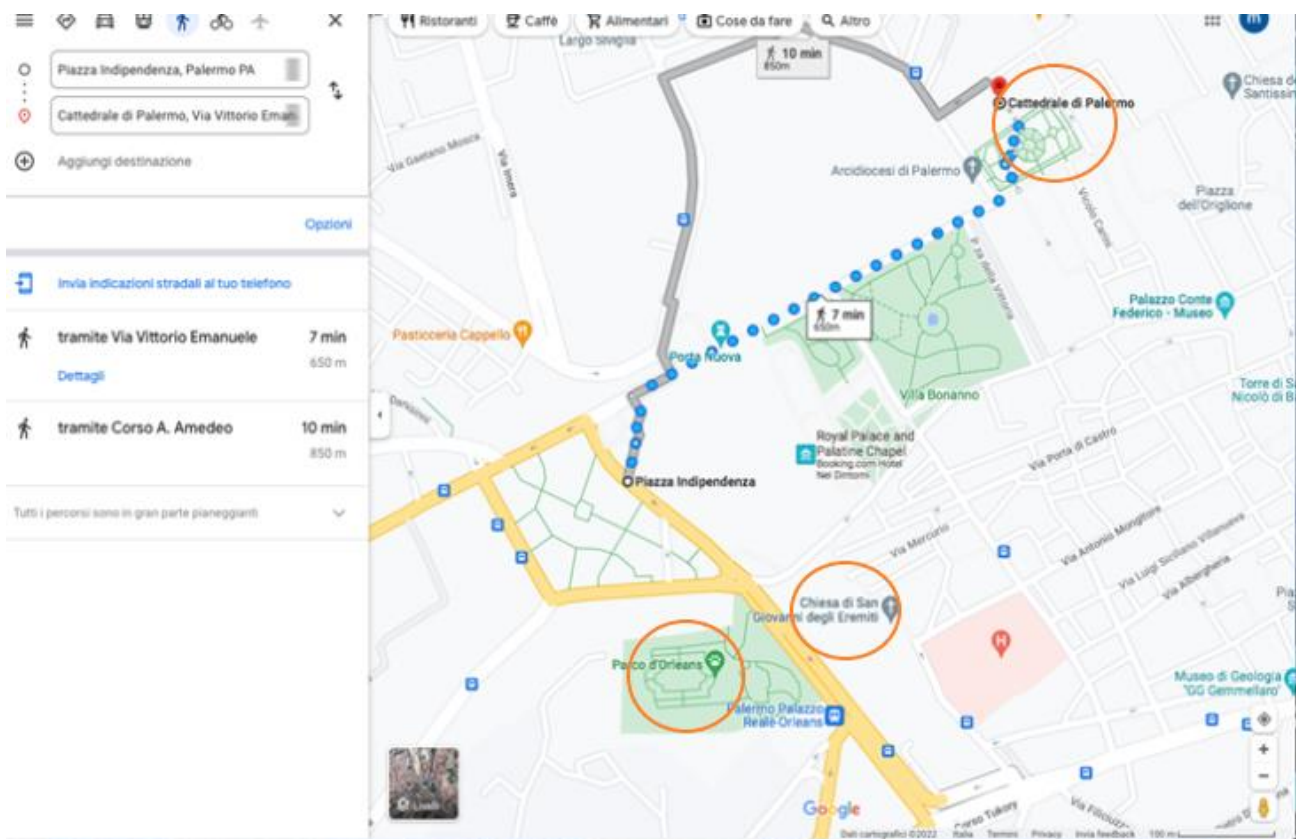 Piazza Indipendenza, Palermo PA
Cattedrale di Palermo, Via Vittorio Eman
Aggiungi destinazione
Opzioni
Invia indicazioni stradali al tuo telefono
tramite Via Vittorio Emanuele 7 min
650 m
Dettagli
tramite Corso A. Amedeo 10 min
850 m
Tutti i percorsi sono in gran parte pianeggianti
Ristoranti Caffè Alimentari Cose da fare Altro
m
Largo Siviglia
10 min
850m
Chiesa de
Santissim
Cattedrale di Palermo
Via Gaetano Mosca
Via Imera
Arcidiocesi di Palermo
Piazza
dell'Origlione
Vicolo Carini
P.za della Vittoria
Palazzo Conte
Federico - Museo
7 min
650m
Pasticceria Cappello
Porta Nuova
Villa Bonanno
Torre di S
Nicolò di B
Royal Palace and
Palatine Chapel
Booking.com Hotel
Nei Dintorni
Via Porta di Castro
Piazza Indipendenza
Via Mercurio
Via Antonio Mongitore
Via Luigi Siciliano Villanueva
Via Albergheria
Chiesa di San
Giovanni degli Eremiti
H
Parco d'Orleans
Palermo Palazzo
Reale-Orleans
Museo di Geologia
"GG Gemmellaro"
Google
Corso Tukory
Dati cartografici ©2022 Italia Termini Privacy Invia feedback 100 m